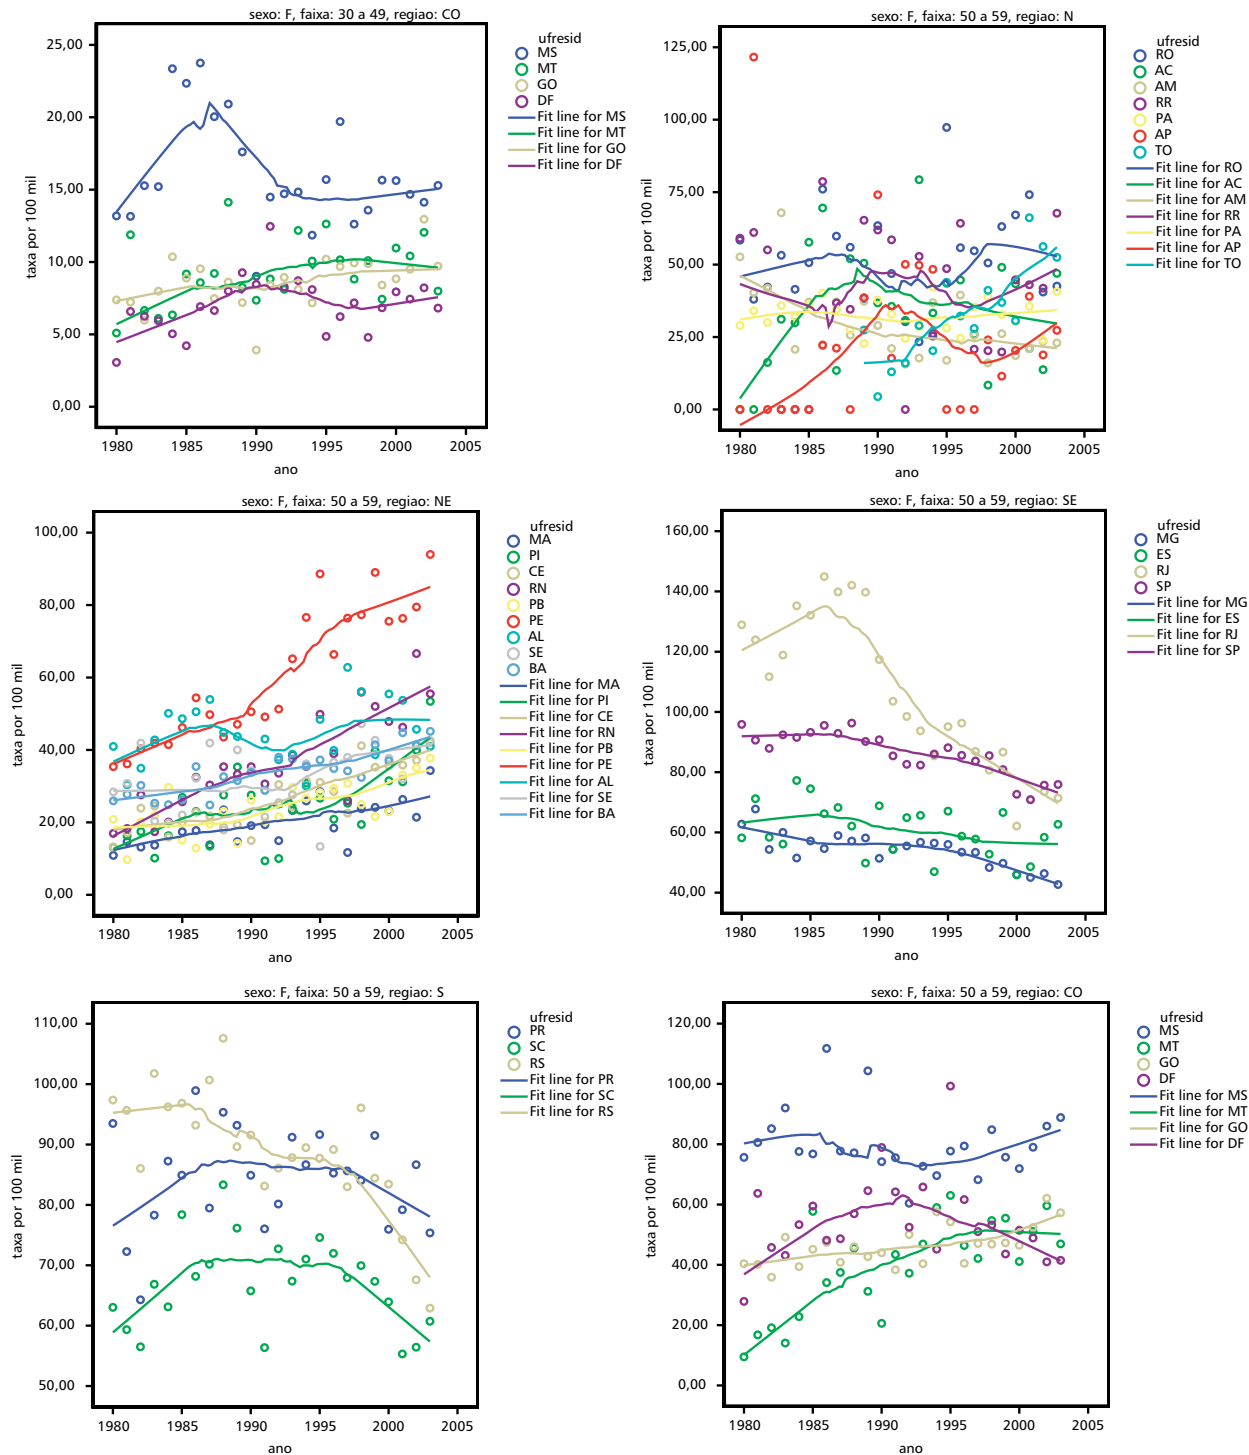 sexo: F, faixa: 30 a 49, regiao: CO
25,00
20,00
15,00
10,00
5,00
0,00
taxa por 100 mil
1980 1985 1990 1995 2000 2005
ano
ufresid
MS
MT
GO
DF
Fit line for MS
Fit line for MT
Fit line for GO
Fit line for DF
sexo: F, faixa: 50 a 59, regiao: N
125,00
100,00
75,00
50,00
25,00
0,00
taxa por 100 mil
1980 1985 1990 1995 2000 2005
ano
ufresid
RO
AC
AM
RR
PA
AP
TO
Fit line for RO
Fit line for AC
Fit line for AM
Fit line for RR
Fit line for PA
Fit line for AP
Fit line for TO
sexo: F, faixa: 50 a 59, regiao: NE
100,00
80,00
60,00
40,00
20,00
0,00
taxa por 100 mil
1980 1985 1990 1995 2000 2005
ano
ufresid
MA
PI
CE
RN
PB
PE
AL
SE
BA
Fit line for MA
Fit line for PI
Fit line for CE
Fit line for RN
Fit line for PB
Fit line for PE
Fit line for AL
Fit line for SE
Fit line for BA
sexo: F, faixa: 50 a 59, regiao: SE
160,00
140,00
120,00
100,00
80,00
60,00
40,00
taxa por 100 mil
1980 1985 1990 1995 2000 2005
ano
ufresid
MG
ES
RJ
SP
Fit line for MG
Fit line for ES
Fit line for RJ
Fit line for SP
sexo: F, faixa: 50 a 59, regiao: S
110,00
100,00
90,00
80,00
70,00
60,00
50,00
taxa por 100 mil
1980 1985 1990 1995 2000 2005
ano
ufresid
PR
SC
RS
Fit line for PR
Fit line for SC
Fit line for RS
sexo: F, faixa: 50 a 59, regiao: CO
120,00
100,00
80,00
60,00
40,00
20,00
0,00
taxa por 100 mil
1980 1985 1990 1995 2000 2005
ano
ufresid
MS
MT
GO
DF
Fit line for MS
Fit line for MT
Fit line for GO
Fit line for DF